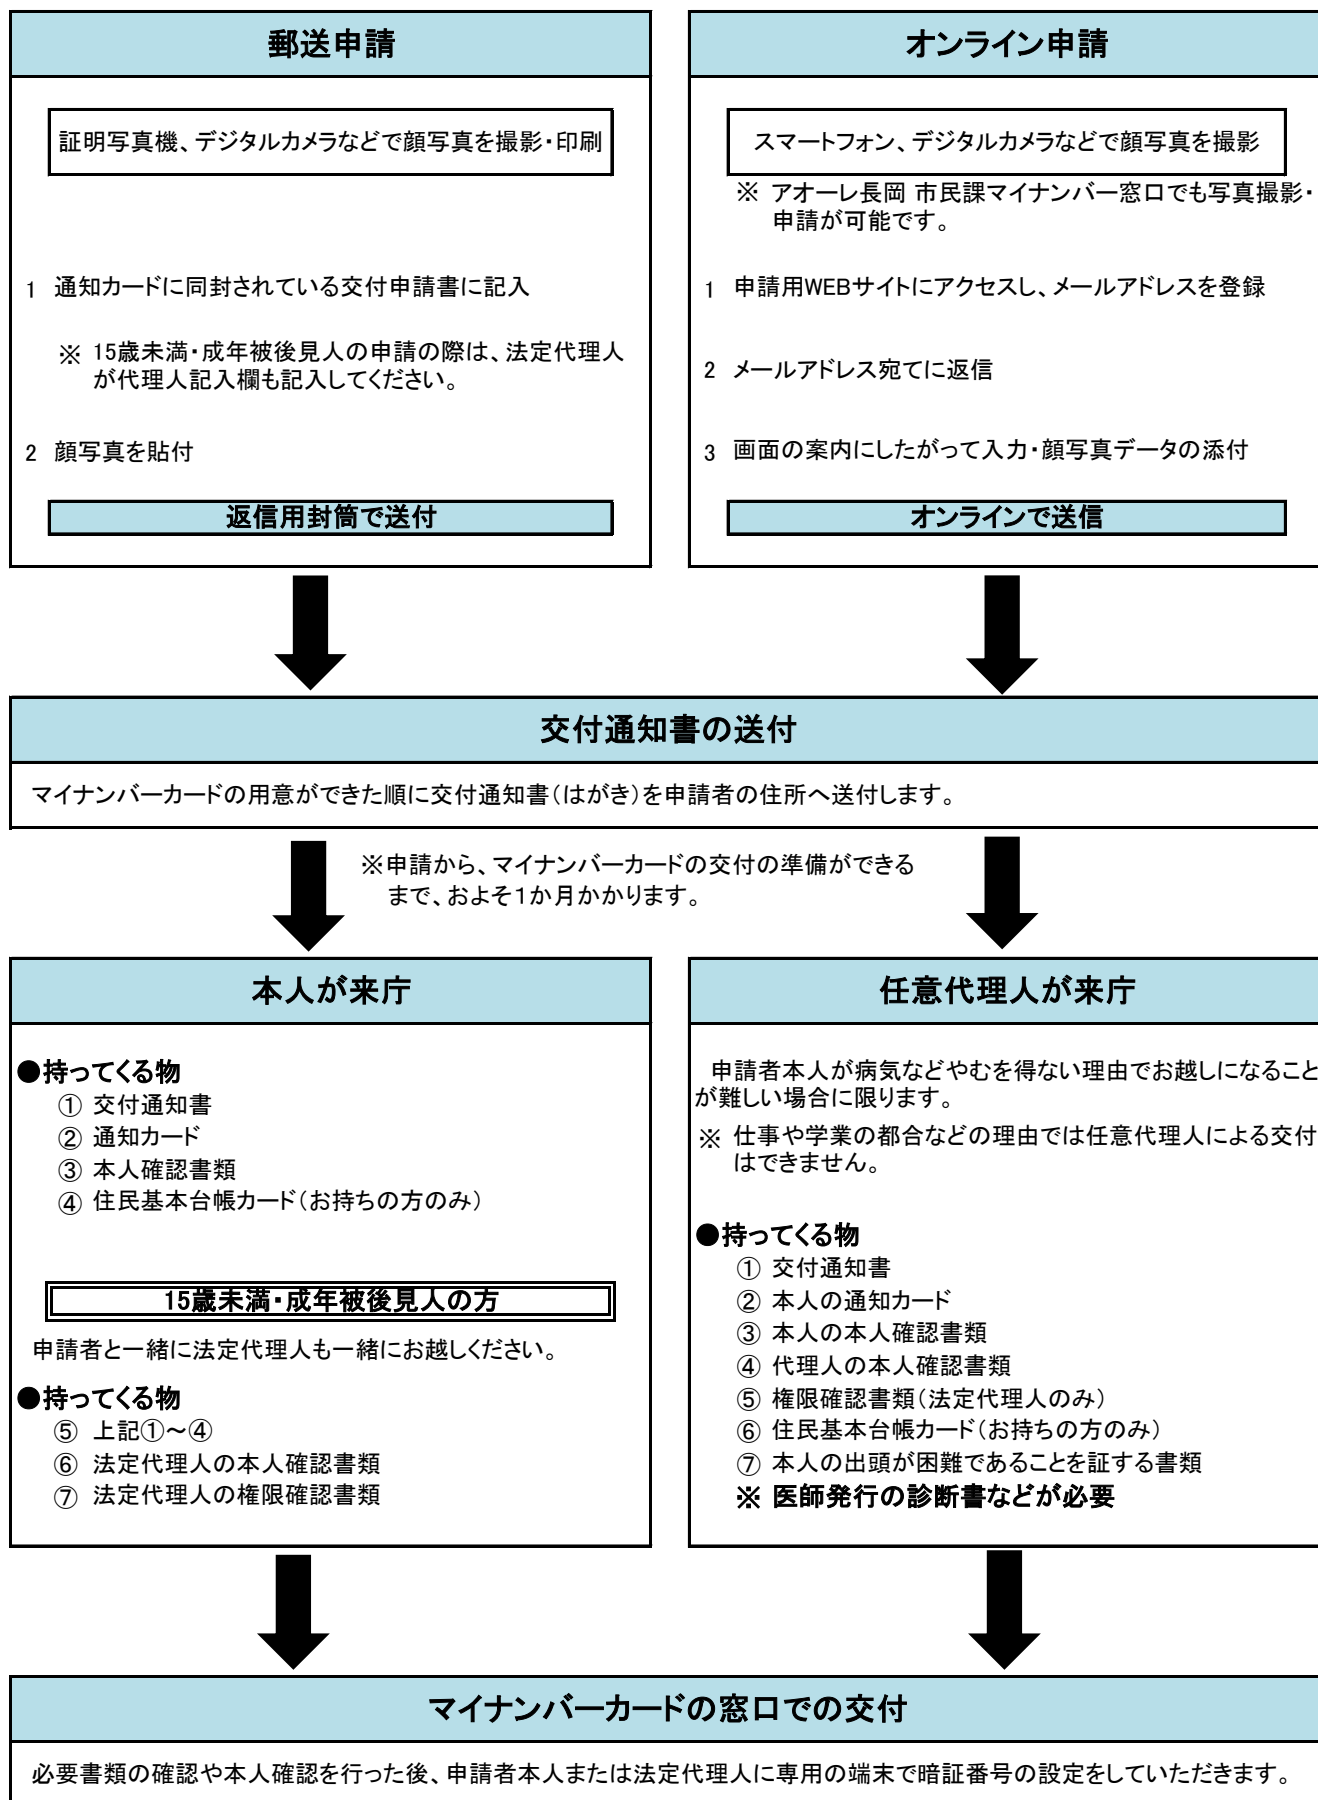 郵送申請
証明写真機、デジタルカメラなどで顔写真を撮影・印刷
1 通知カードに同封されている交付申請書に記入
※ 15歳未満・成年被後見人の申請の際は、法定代理人
が代理人記入欄も記入してください。
2 顔写真を貼付
返信用封筒で送付
オンライン申請
スマートフォン、デジタルカメラなどで顔写真を撮影
※ アオーレ長岡 市民課マイナンバー窓口でも写真撮影・
申請が可能です。
1 申請用WEBサイトにアクセスし、メールアドレスを登録
2 メールアドレス宛てに返信
3 画面の案内にしたがって入力・顔写真データの添付
オンラインで送信
交付通知書の送付
マイナンバーカードの用意ができた順に交付通知書（はがき）を申請者の住所へ送付します。
※申請から、マイナンバーカードの交付の準備ができる
まで、およそ１か月かかります。
本人が来庁
●持ってくる物
① 交付通知書
② 通知カード
③ 本人確認書類
④ 住民基本台帳カード（お持ちの方のみ）
15歳未満・成年被後見人の方
申請者と一緒に法定代理人も一緒にお越しください。
●持ってくる物
⑤ 上記①～④
⑥ 法定代理人の本人確認書類
⑦ 法定代理人の権限確認書類
任意代理人が来庁
申請者本人が病気などやむを得ない理由でお越しになること
が難しい場合に限ります。
※ 仕事や学業の都合などの理由では任意代理人による交付
はできません。
●持ってくる物
① 交付通知書
② 本人の通知カード
③ 本人の本人確認書類
④ 代理人の本人確認書類
⑤ 権限確認書類（法定代理人のみ）
⑥ 住民基本台帳カード（お持ちの方のみ）
⑦ 本人の出頭が困難であることを証する書類
※ 医師発行の診断書などが必要
マイナンバーカードの窓口での交付
必要書類の確認や本人確認を行った後、申請者本人または法定代理人に専用の端末で暗証番号の設定をしていただきます。